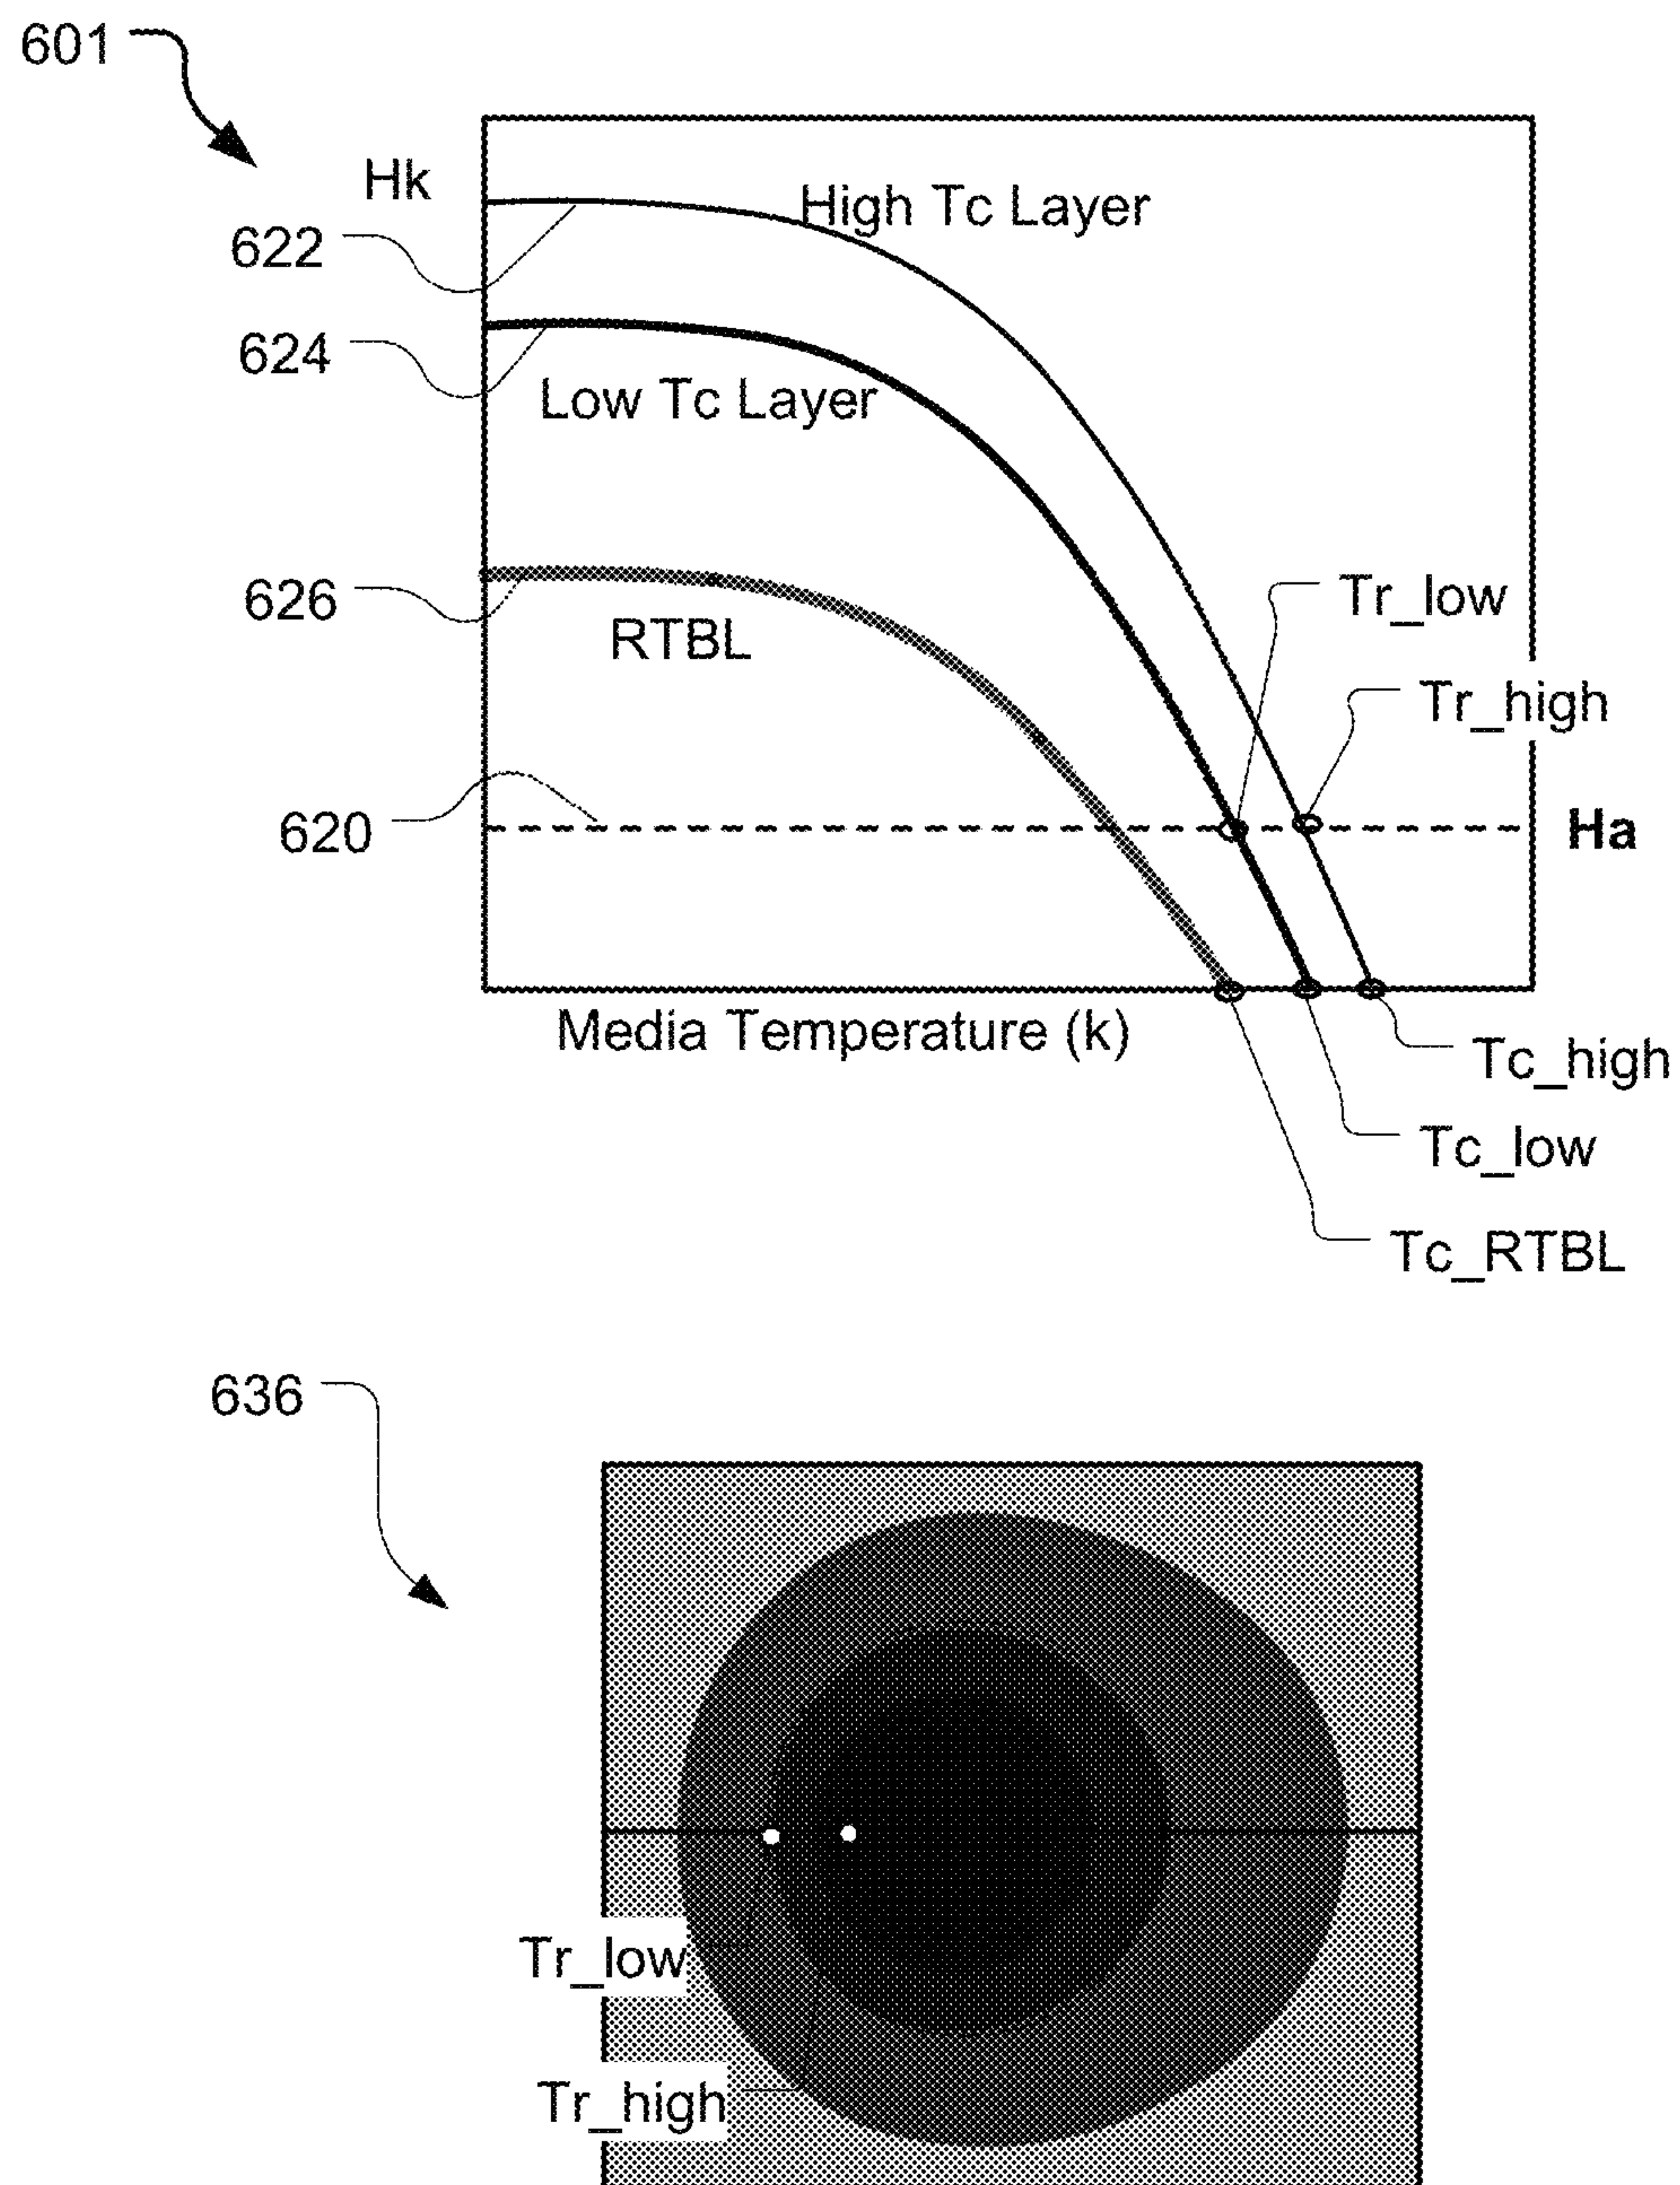 601
Hk
High Tc Layer
622
624
Low Tc Layer
626
RTBL
Tr_low
Tr_high
620
Ha
Media Temperature (k)
Tc_high
Tc_low
Tc_RTBL
636
Tr_low
Tr_high